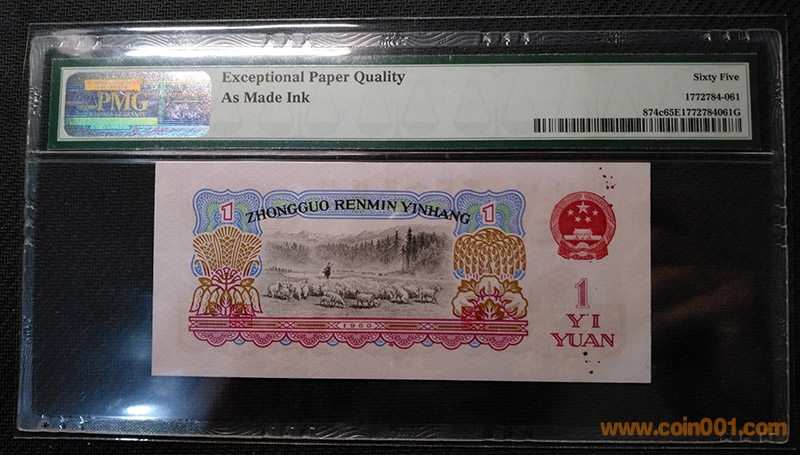 PMG
Exceptional Paper Quality
As Made Ink
Sixty Five
1772784-061
874c65E1772784061G
1 ZHONGGUO RENMIN YINHANG 1
1960
1
YI
YUAN
www.coin001.com